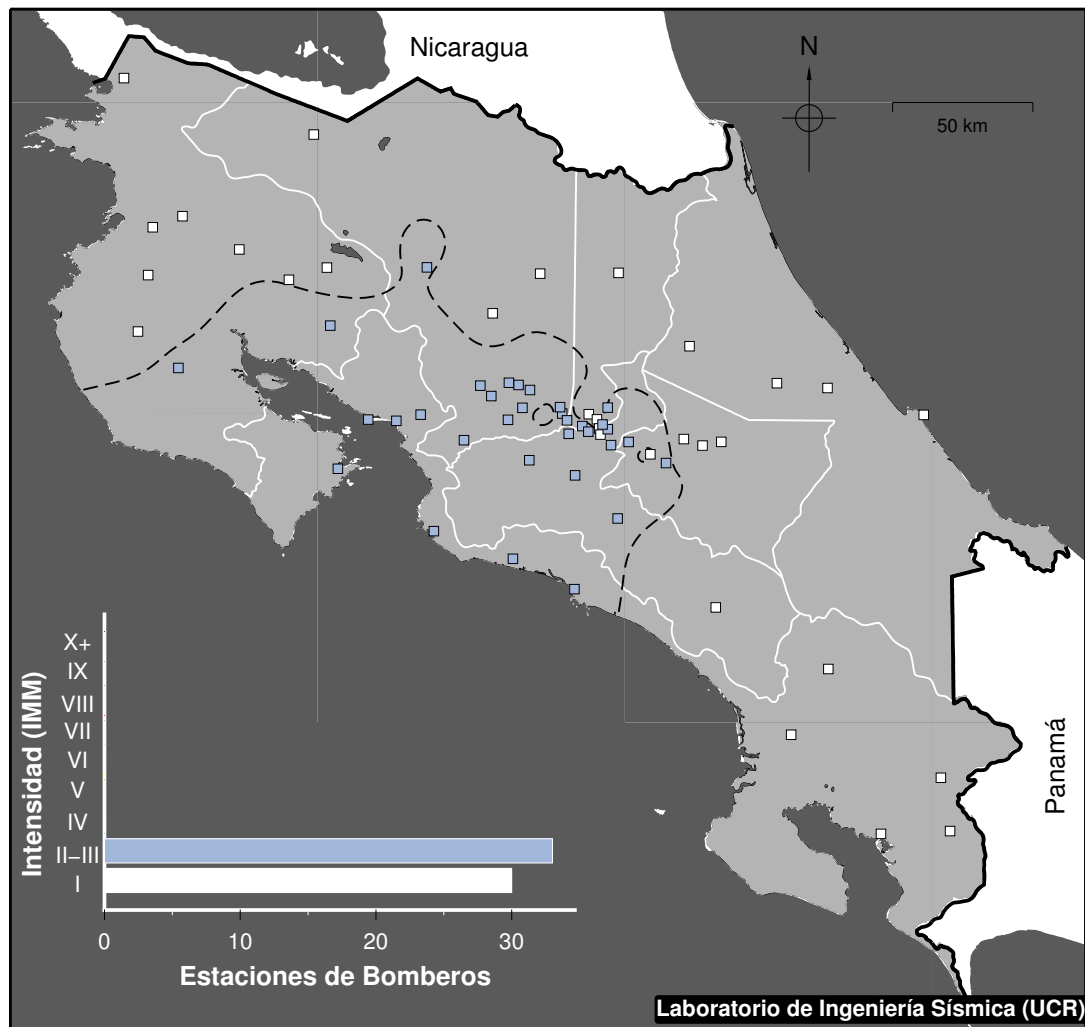 Nicaragua
N
50 km
Panamá
Intensidad (IMM)
X+
IX
VIII
VII
VI
V
IV
II–III
I
0 10 20 30
Estaciones de Bomberos
Laboratorio de Ingeniería Sísmica (UCR)